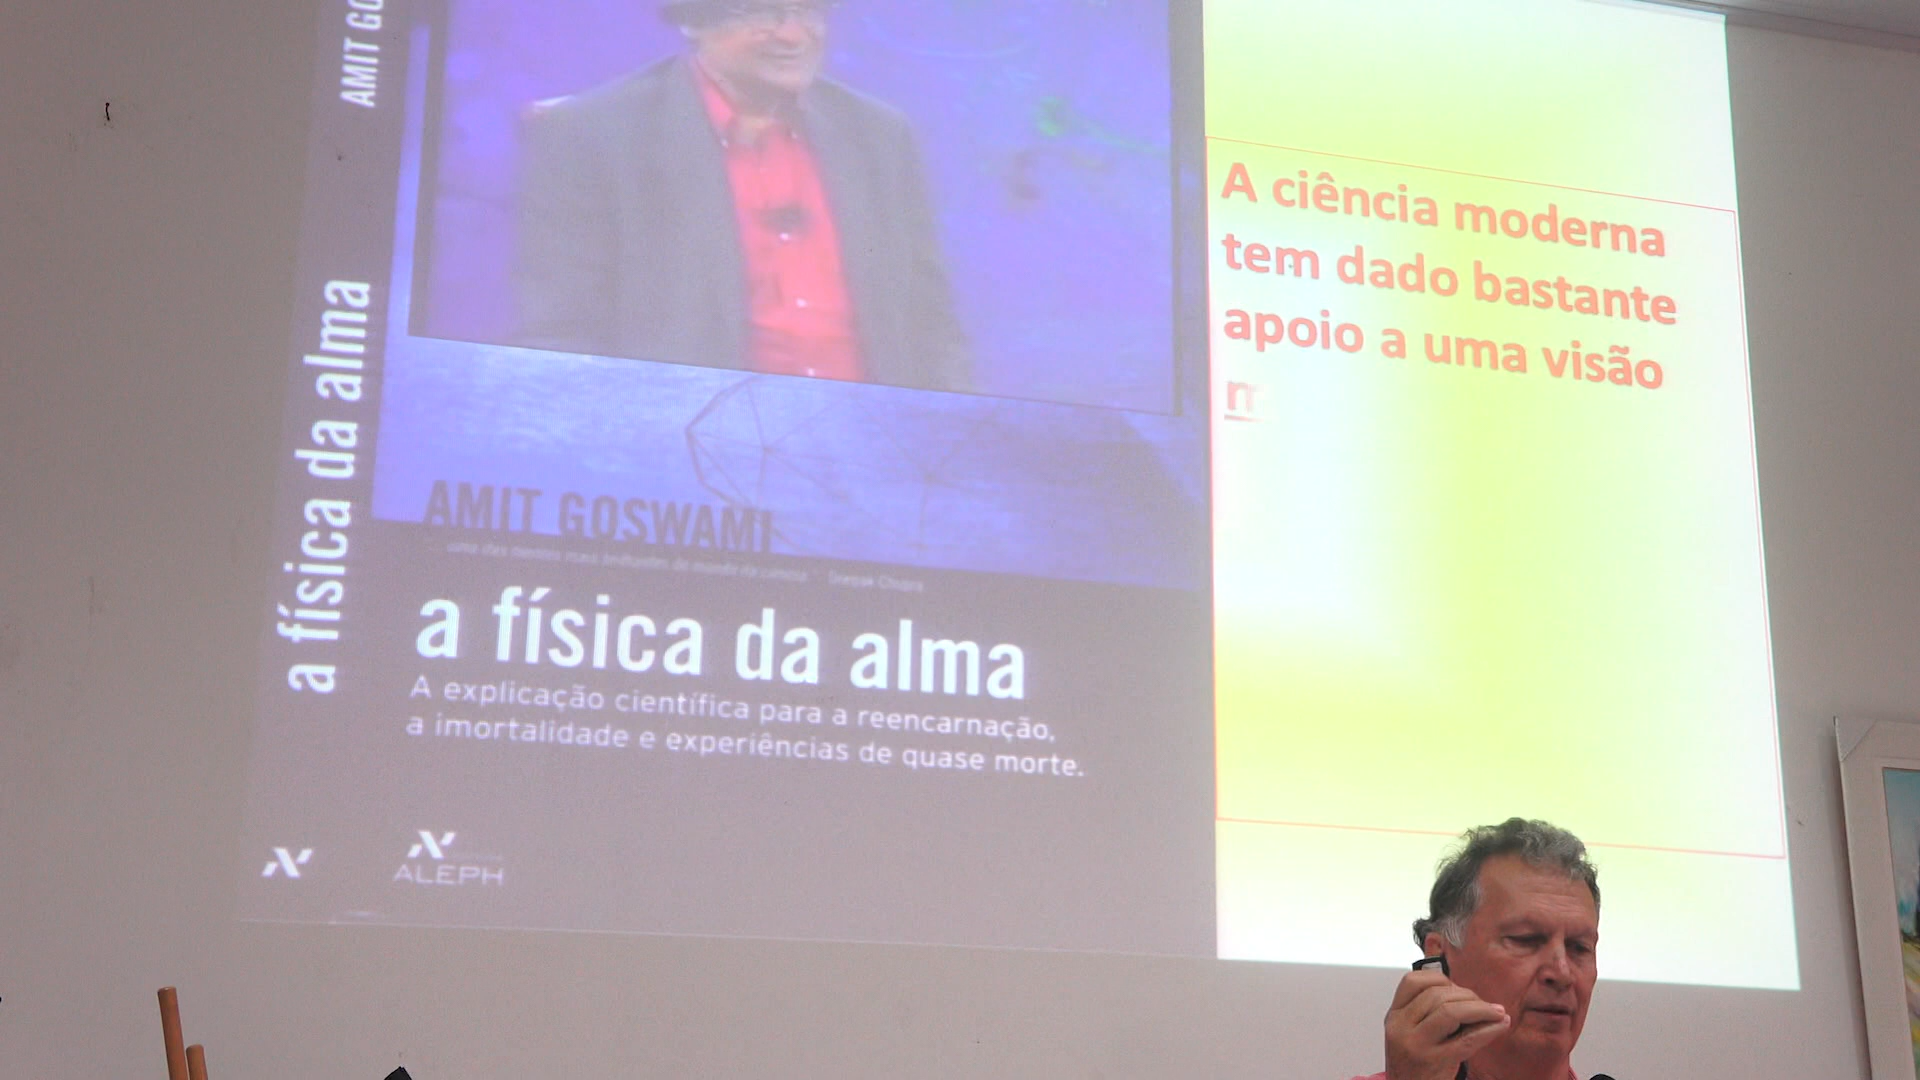 AMIT GO
a física da alma
AMIT GOSWAMI
a física da alma
A explicação científica para a reencarnação,
a imortalidade e experiências de quase morte.
ALEPH
A ciência moderna
tem dado bastante
apoio a uma visão
m